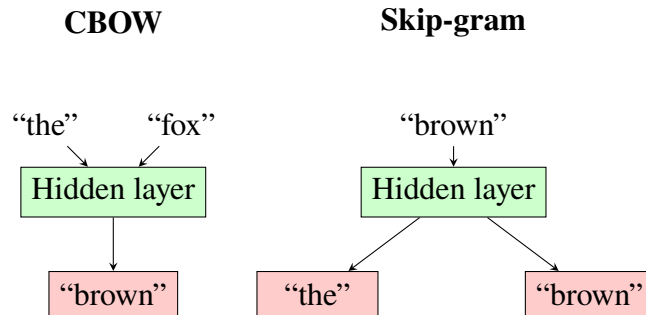 CBOW
Skip-gram
“the” “fox”
“brown”
Hidden layer
Hidden layer
“brown”
“the”
“brown”